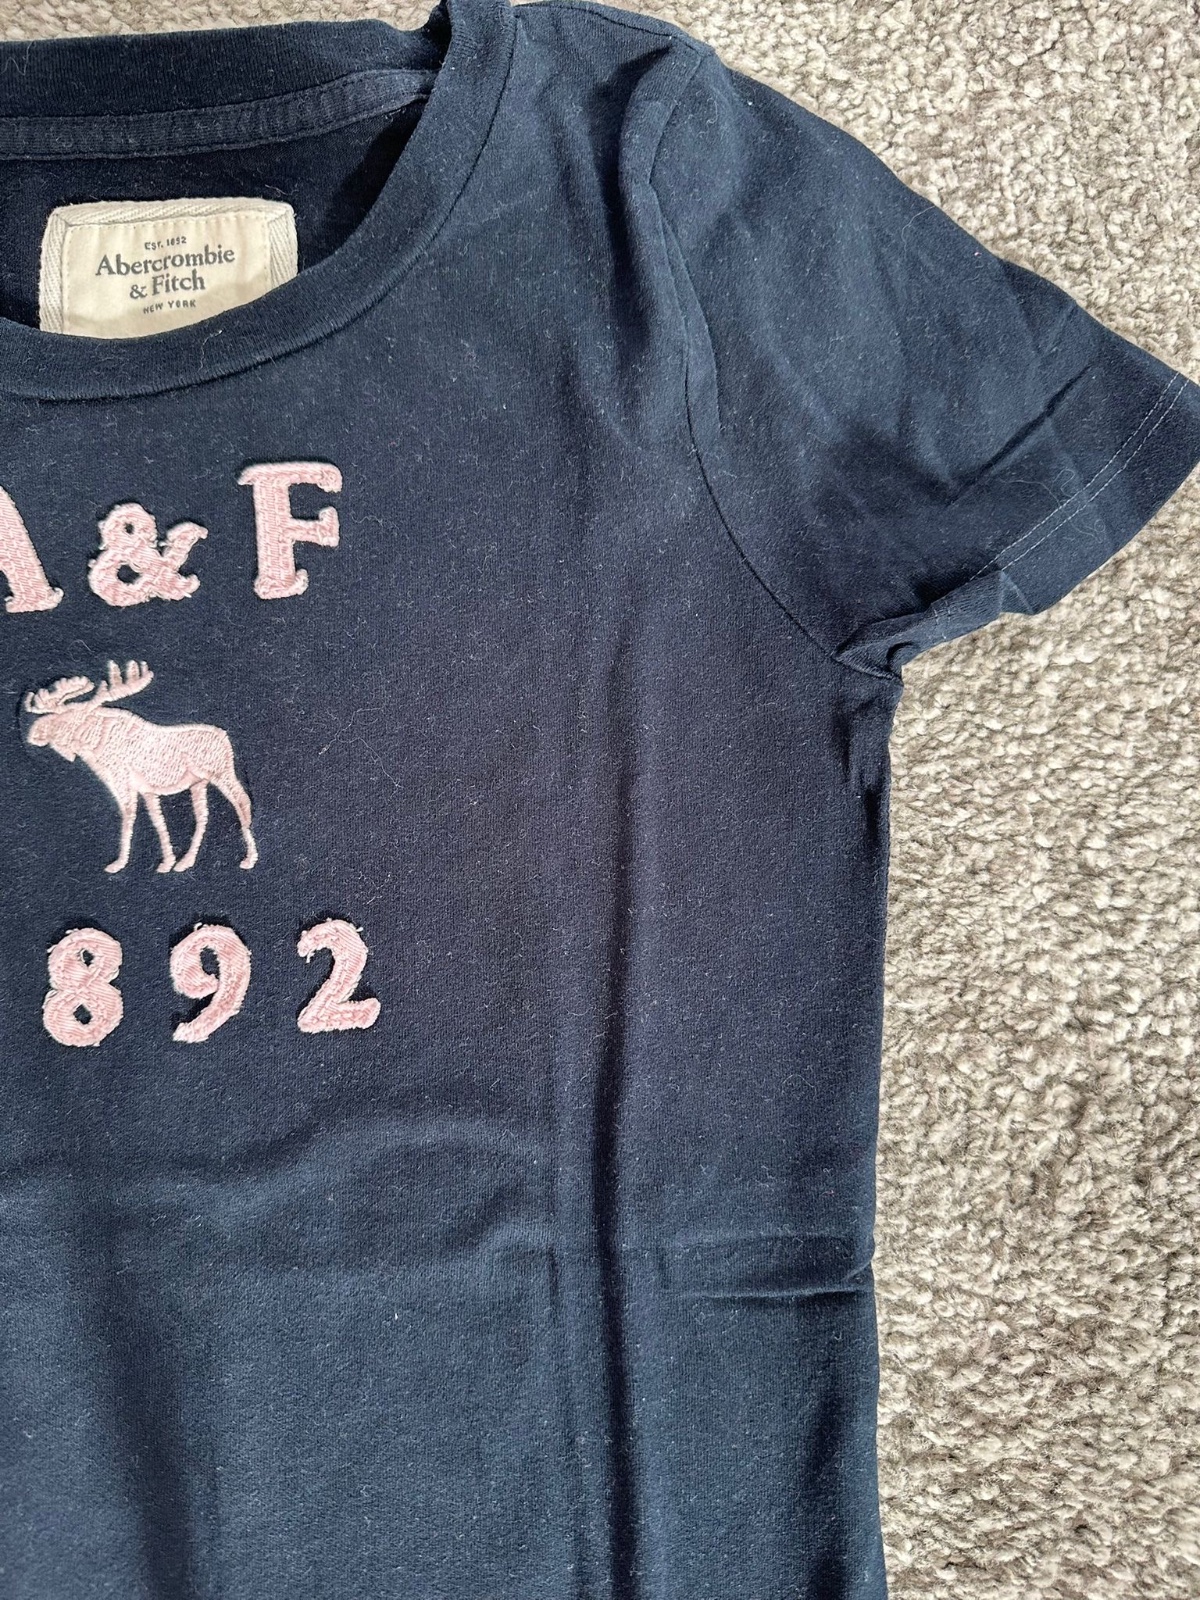 Est. 1892
Abercrombie
& Fitch
NEW YORK
A & F
892